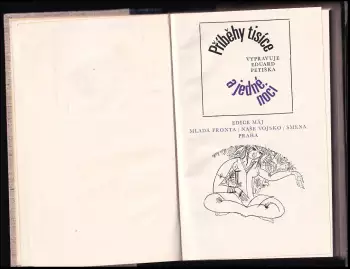 Příběhy tisíce
VYPRAVUJE
EDUARD
PETIŠKA
a jedné
noci
EDICE MÁJ
MLADÁ FRONTA / NAŠE VOJSKO / SMENA
PRAHA